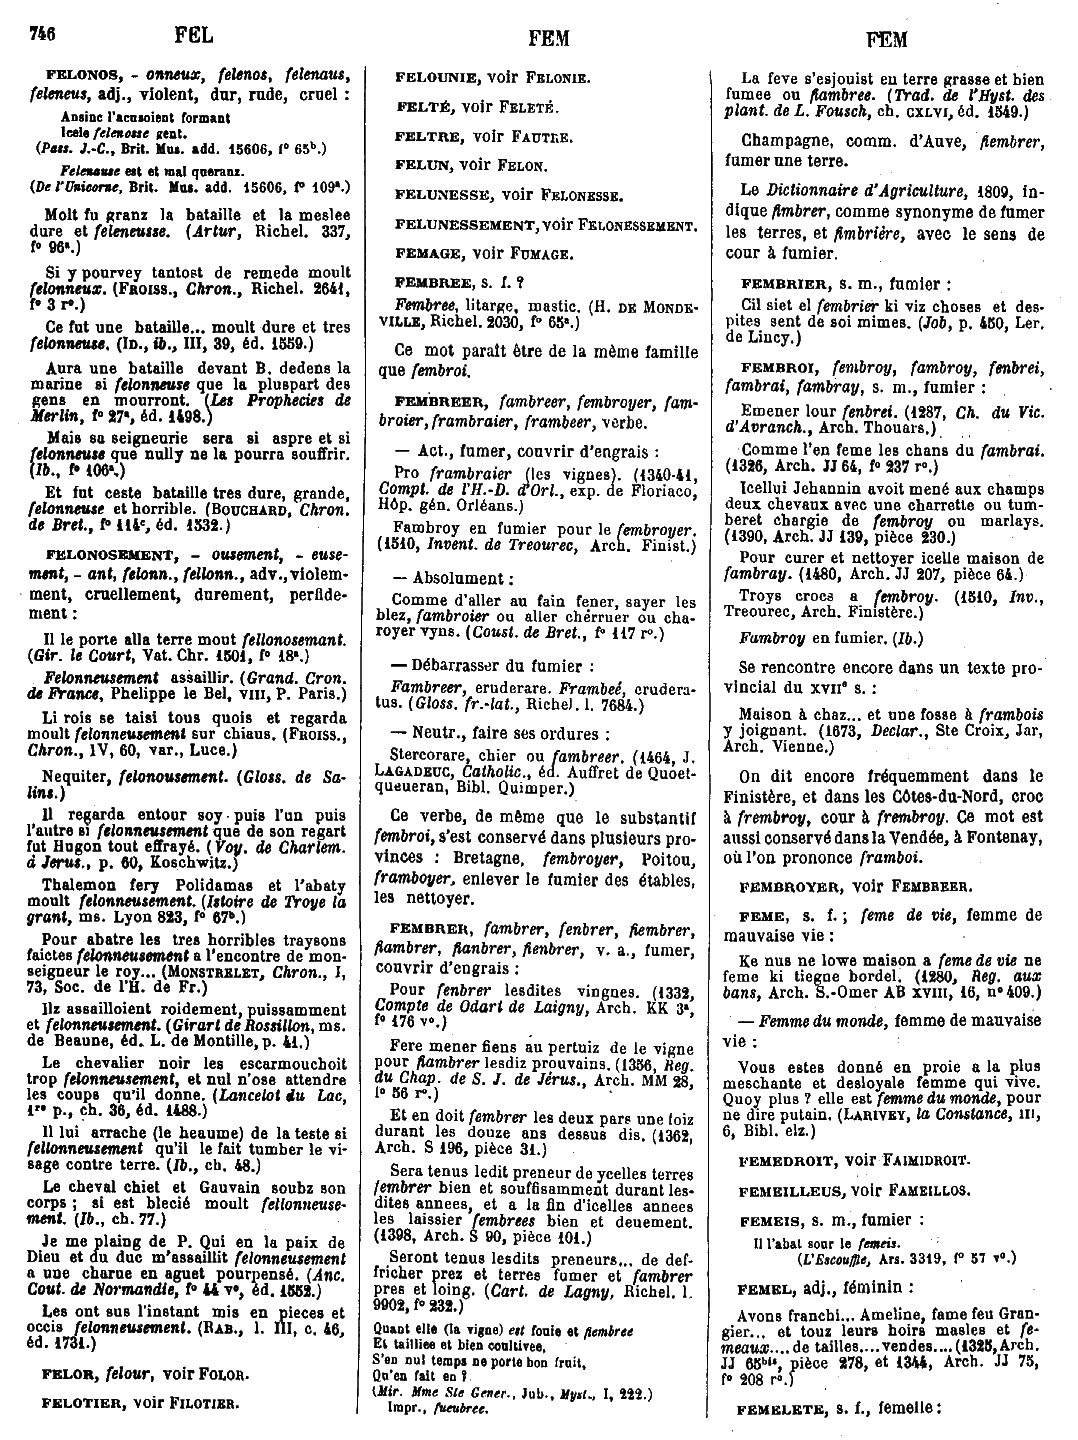 746
FEL
FEM
FEM
FELONOS, - onneux, felenos, felenaus,
feleneus, adj., violent, dur, rude, cruel :
Ansinc l'acusoient formant
Icele felenosse gent.
(Pass. J.-C., Brit. Mus. add. 15606, f° 65b.)
Felenause est et mal queranz.
(De l'Unicorne, Brit. Mus. add. 15606, f° 109a.)
Molt fu granz la bataille et la meslee
dure et feleneusse. (Artur, Richel. 337,
f° 96a.)
Si y pourvey tantost de remede moult
felonneux. (FROISS., Chron., Richel. 2641,
f° 3 r°.)
Ce fut une bataille... moult dure et tres
felonneuse. (ID., ib., III, 39, éd. 1559.)
Aura une bataille devant B. dedens la
marine si felonneuse que la pluspart des
gens en mourront. (Les Prophecies de
Merlin, f° 27a, éd. 1498.)
Mais sa seigneurie sera si aspre et si
felonneuse que nully ne la pourra souffrir.
(Ib., f° 106a.)
Et fut ceste bataille tres dure, grande,
felonneuse et horrible. (BOUCHARD, Chron.
de Bret., f° 114c, éd. 1532.)
FELONOSEMENT, - ousement, - euse-
ment, - ant, felonn., fellonn., adv., violem-
ment, cruellement, durement, perfide-
ment :
Il le porte alla terre mout fellonosemant.
(Gir. le Court, Vat. Chr. 1501, f° 18a.)
Felonneusement assaillir. (Grand. Cron.
de France, Phelippe le Bel, VIII, P. Paris.)
Li rois se taisi tous quois et regarda
moult felonneusement sur chiaus. (FROISS.,
Chron., IV, 60, var., Luce.)
Nequiter, felonousement. (Gloss. de Sa-
lins.)
Il regarda entour soy puis l'un puis
l'autre si felonneusement que de son regart
fut Hugon tout effrayé. (Voy. de Charlem.
à Jerus., p. 60, Koschwitz.)
Thalemon fery Polidamas et l'abaty
moult felonneusement. (Istoire de Troye la
grant, ms. Lyon 823, f° 67b.)
Pour abatre les tres horribles traysons
faictes felonneusement a l'encontre de mon-
seigneur le roy... (MONSTRELET, Chron., I,
73, Soc. de l'H. de Fr.)
Ilz assailloient roidement, puissamment
et felonneusement. (Girart de Rossillon, ms.
de Beaune, éd. L. de Montille, p. 41.)
Le chevalier noir les escarmouchoit
trop felonneusement, et nul n'ose attendre
les coups qu'il donne. (Lancelot du Lac,
1re p., ch. 36, éd. 1488.)
Il lui arrache (le heaume) de la teste si
fellonneusement qu'il le fait tumber le vi-
sage contre terre. (Ib., ch. 48.)
Le cheval chiet et Gauvain soubz son
corps ; si est blecié moult fellonneuse-
ment. (Ib., ch. 77.)
Je me plaing de P. Qui en la paix de
Dieu et du duc m'assaillit felonneusement
a une charue en aguet pourpensé. (Anc.
Cout. de Normandie, f° 44 v°, éd. 1552.)
Les ont sus l'instant mis en pieces et
occis felonneusement. (RAB., l. III, c. 46,
éd. 1731.)
FELOR, felour, voir FOLOR.
FELOTIER, voir FILOTIER.
FELOUNIE, voir FELONIE.
FELTÉ, voir FELETÉ.
FELTRE, voir FAUTRE.
FELUN, voir FELON.
FELUNESSE, voir FELONESSE.
FELUNESSEMENT, voir FELONESSEMENT.
FEMAGE, voir FUMAGE.
FEMBREE, s. f. ?
Fembree, litarge, mastic. (H. DE MONDE-
VILLE, Richel. 2030, f° 65a.)
Ce mot paraît être de la même famille
que fembroi.
FEMBREER, fambreer, fembroyer, fam-
broier, frambraier, frambeer, verbe.
— Act., fumer, couvrir d'engrais :
Pro frambraier (les vignes). (1340-41,
Compt. de l'H.-D. d'Orl., exp. de Floriaco,
Hôp. gén. Orléans.)
Fambroy en fumier pour le fembroyer.
(1510, Invent. de Treourec, Arch. Finist.)
— Absolument :
Comme d'aller au fain fener, sayer les
blez, fambroier ou aller cherruer ou cha-
royer vyns. (Coust. de Bret., f° 117 r°.)
— Débarrasser du fumier :
Fambreer, eruderare. Frambeé, crudera-
tus. (Gloss. fr.-lat., Richel. l. 7684.)
— Neutr., faire ses ordures :
Stercorare, chier ou fambreer. (1464, J.
LAGADEUC, Catholic., éd. Auffret de Quoet-
queueran, Bibl. Quimper.)
Ce verbe, de même que le substantif
fembroi, s'est conservé dans plusieurs pro-
vinces : Bretagne, fembroyer, Poitou,
framboyer, enlever le fumier des étables,
les nettoyer.
FEMBRER, fambrer, fenbrer, fiembrer,
flambrer, fianbrer, fienbrer, v. a., fumer,
couvrir d'engrais :
Pour fenbrer lesdites vingnes. (1332,
Compte de Odart de Laigny, Arch. KK 3a,
f° 176 v°.)
Fere mener fiens au pertuiz de le vigne
pour flambrer lesdiz prouvains. (1356, Reg.
du Chap. de S. J. de Jérus., Arch. MM 28,
f° 56 r°.)
Et en doit fembrer les deux pars une foiz
durant les douze ans dessus dis. (1362,
Arch. S 196, pièce 31.)
Sera tenus ledit preneur de ycelles terres
fembrer bien et souffisamment durant les-
dites annees, et a la fin d'icelles annees
les laissier fembrees bien et deuement.
(1398, Arch. S 90, pièce 101.)
Seront tenus lesdits preneurs... de def-
fricher prez et terres fumer et fambrer
pres et loing. (Cart. de Lagny, Richel. l.
9902, f° 232.)
Quant elle (la vigne) est fouie et fiembree
Et tailliee et bien coultivee,
S'en nul temps ne porte bon fruit,
Qu'en fait en ?
(Mir. Mme Ste Gener., Jub., Myst., I, 222.)
Impr., fueubree.
La feve s'esjouist en terre grasse et bien
fumee ou flambree. (Trad. de l'Hyst. des
plant. de L. Fousch, ch. CXLVI, éd. 1549.)
Champagne, comm. d'Auve, fiembrer,
fumer une terre.
Le Dictionnaire d'Agriculture, 1809, in-
dique fimbrer, comme synonyme de fumer
les terres, et fimbrière, avec le sens de
cour à fumier.
FEMBRIER, s. m., fumier :
Cil siet el fembrier ki viz choses et des-
pites sent de soi mimes. (Job, p. 450, Ler.
de Lincy.)
FEMBROI, fembroy, fambroy, fenbrei,
fambrai, fambray, s. m., fumier :
Emener lour fenbrei. (1287, Ch. du Vic.
d'Avranch., Arch. Thouars.)
Comme l'en feme les chans du fambrai.
(1326, Arch. JJ 64, f° 237 r°.)
Icellui Jehannin avoit mené aux champs
deux chevaux avec une charrette ou tum-
beret chargie de fembroy ou marlays.
(1390, Arch. JJ 139, pièce 230.)
Pour curer et nettoyer icelle maison de
fambray. (1480, Arch. JJ 207, pièce 64.)
Troys crocs a fembroy. (1510, Inv.,
Treourec, Arch. Finistère.)
Fambroy en fumier. (Ib.)
Se rencontre encore dans un texte pro-
vincial du XVIIe s. :
Maison à chaz... et une fosse à frambois
y joignant. (1673, Declar., Ste Croix, Jar,
Arch. Vienne.)
On dit encore fréquemment dans le
Finistère, et dans les Côtes-du-Nord, croc
à frembroy, cour à frembroy. Ce mot est
aussi conservé dans la Vendée, à Fontenay,
où l'on prononce framboi.
FEMBROYER, voir FEMBREER.
FEME, s. f. ; feme de vie, femme de
mauvaise vie :
Ke nus ne lowe maison a feme de vie ne
feme ki tiegne bordel. (1280, Reg. aux
bans, Arch. S.-Omer AB XVIII, 16, n° 409.)
— Femme du monde, femme de mauvaise
vie :
Vous estes donné en proie a la plus
meschante et desloyale femme qui vive.
Quoy plus ? elle est femme du monde, pour
ne dire putain. (LARIVEY, la Constance, III,
6, Bibl. elz.)
FEMEDROIT, voir FAIMIDROIT.
FEMEILLEUS, voir FAMEILLOS.
FEMEIS, s. m., fumier :
Il l'abat sour le femeis.
(L'Escouffle, Ars. 3319, f° 57 v°.)
FEMEL, adj., féminin :
Avons franchi... Ameline, fame feu Gran-
gier... et touz leurs hoirs masles et fe-
meaux.... de tailles....vendes.... (1325, Arch.
JJ 65bis, pièce 278, et 1344, Arch. JJ 75,
f° 208 r°.)
FEMELETE, s. f., femelle :